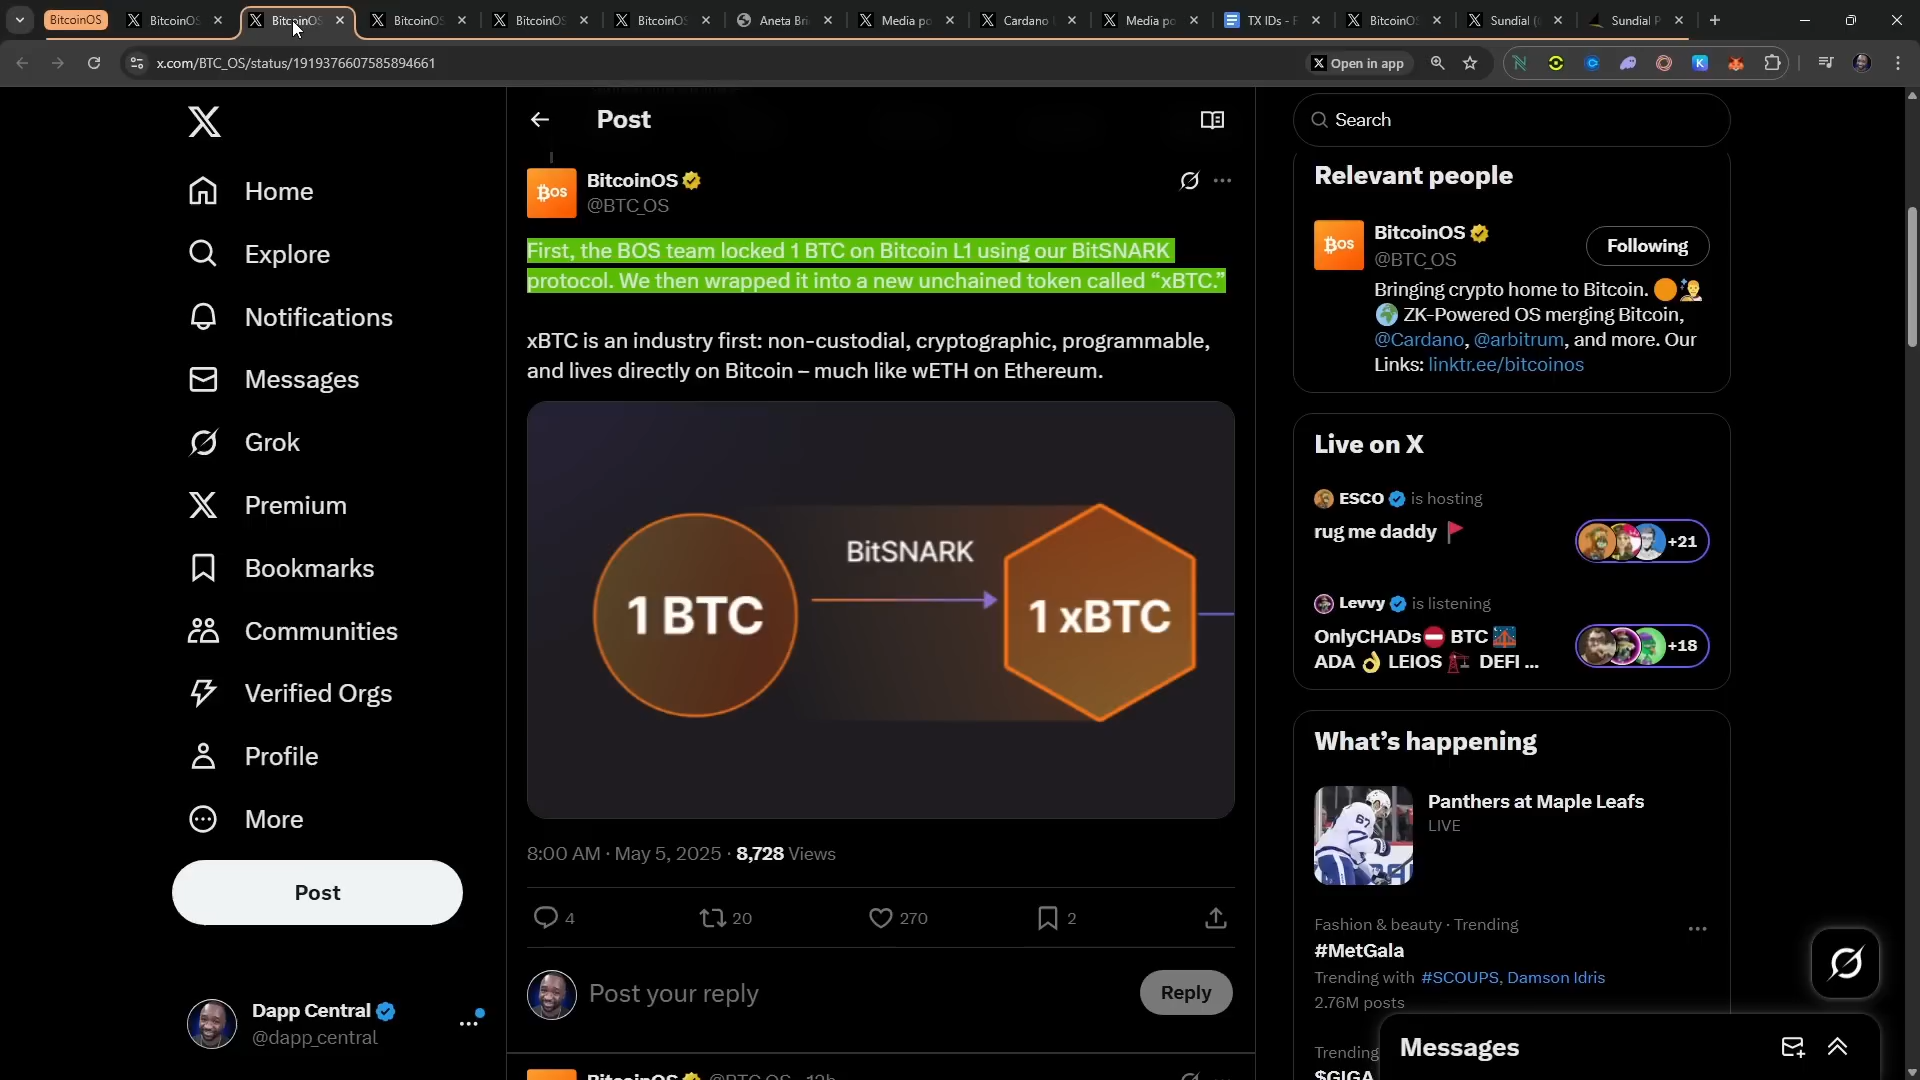 BitcoinOS
BitcoinOS
BitcoinOS
BitcoinOS
BitcoinOS
BitcoinOS
Aneta Bri
Media po
Cardano
Media po
TX IDs - F
BitcoinOS
Sundial (
Sundial P
x.com/BTC_OS/status/1919376607585894661
Open in app
Home
Explore
Notifications
Messages
Grok
Premium
Bookmarks
Communities
Verified Orgs
Profile
More
Post
Dapp Central
@dapp_central
Post
BOS
BitcoinOS
@BTC_OS
First, the BOS team locked 1 BTC on Bitcoin L1 using our BitSNARK
protocol. We then wrapped it into a new unchained token called “xBTC.”
xBTC is an industry first: non-custodial, cryptographic, programmable,
and lives directly on Bitcoin – much like wETH on Ethereum.
1 BTC
BitSNARK
1 xBTC
8:00 AM · May 5, 2025 · 8,728 Views
4
20
270
2
Post your reply
Reply
BitcoinOS @BTC_OS · 12h
Search
Relevant people
BOS
BitcoinOS
@BTC_OS
Following
Bringing crypto home to Bitcoin.
ZK-Powered OS merging Bitcoin,
@Cardano, @arbitrum, and more. Our
Links: linktr.ee/bitcoinos
Live on X
ESCO is hosting
rug me daddy
+21
Levvy is listening
OnlyCHADs BTC
ADA LEIOS DEFI ...
+18
What’s happening
Panthers at Maple Leafs
LIVE
67
Fashion & beauty · Trending
#MetGala
Trending with #SCOUPS, Damson Idris
2.76M posts
Trending
$GIGA
Messages